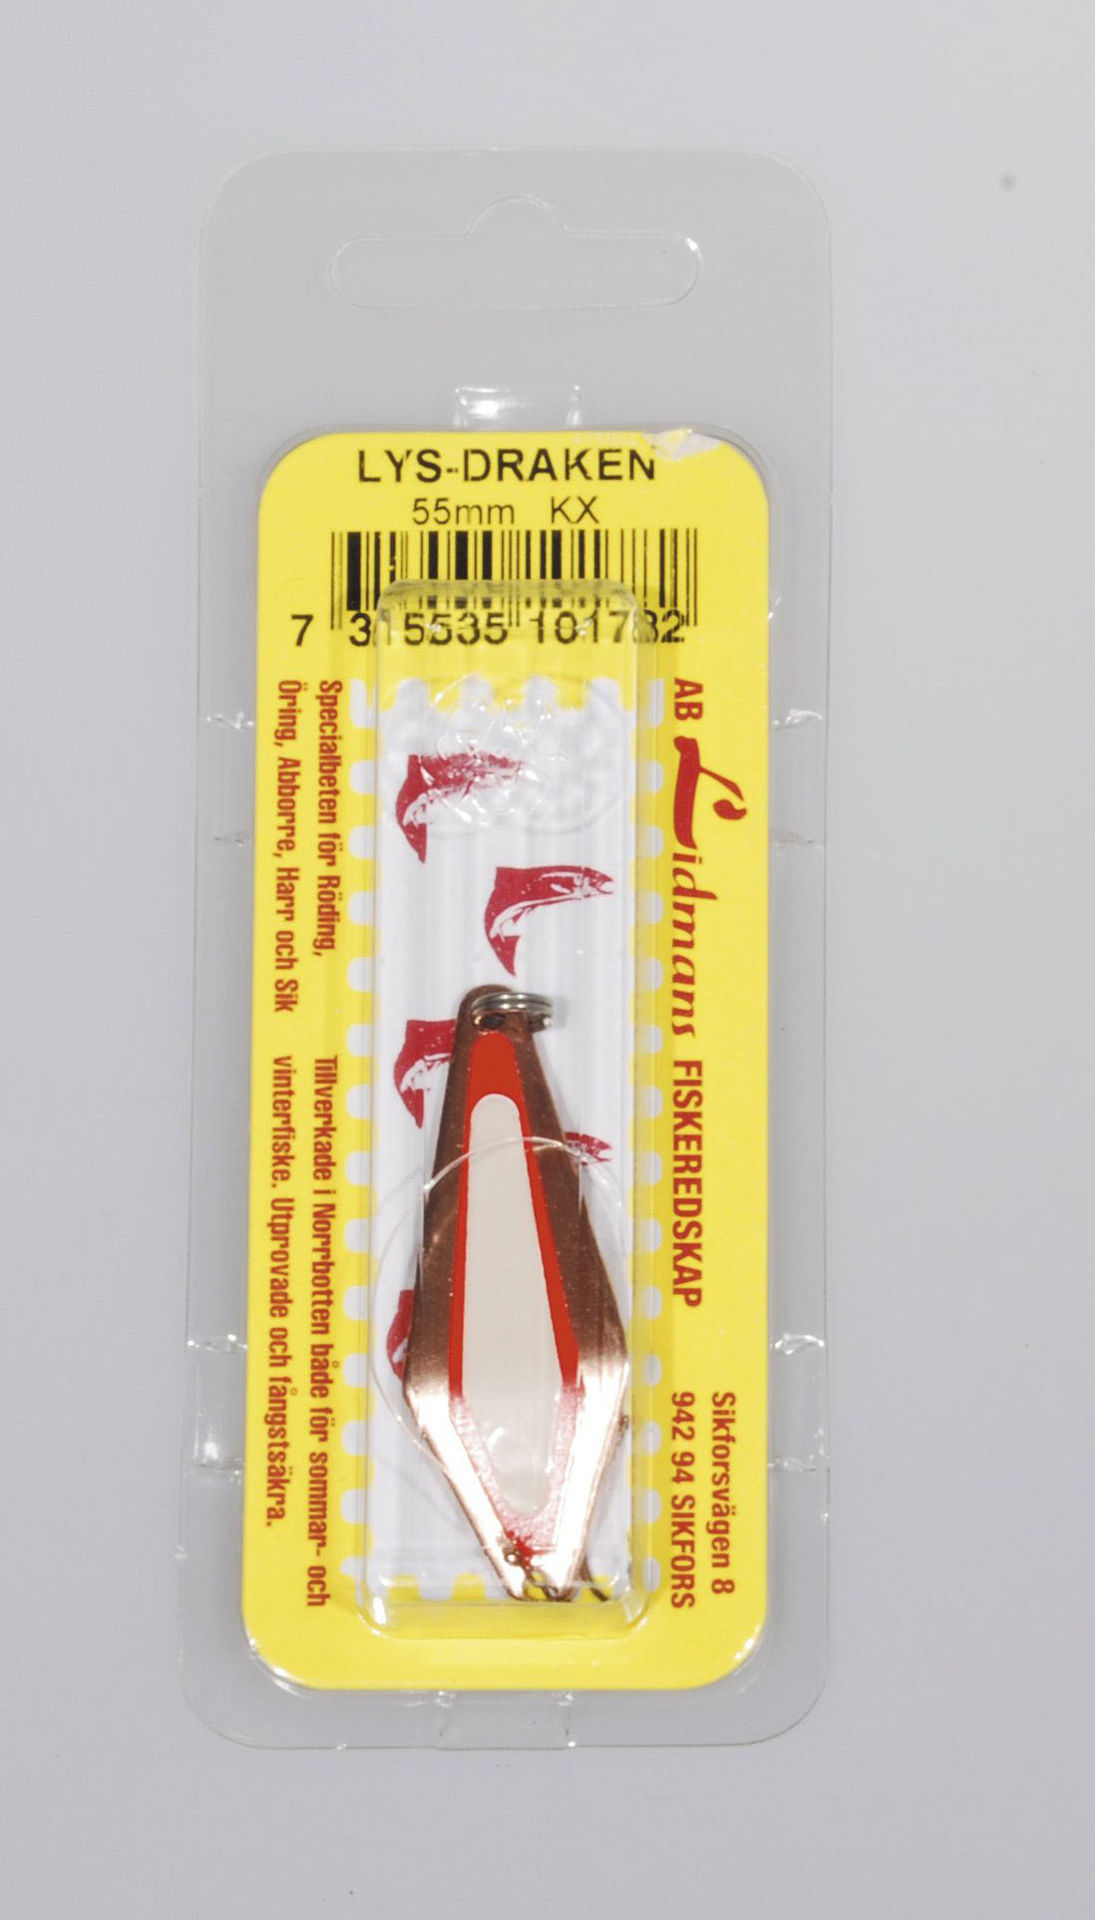 LYS-DRAKEN
55mm KX
7 315535 101782
AB Lidmans FISKEREDSKAP
Sikforsvägen 8
942 94 SIKFORS
Specialbeten för Röding,
Öring, Abborre, Harr och Sik
Tillverkade i Norrbotten både för sommar- och
vinterfiske. Utprovade och fångstsäkra.